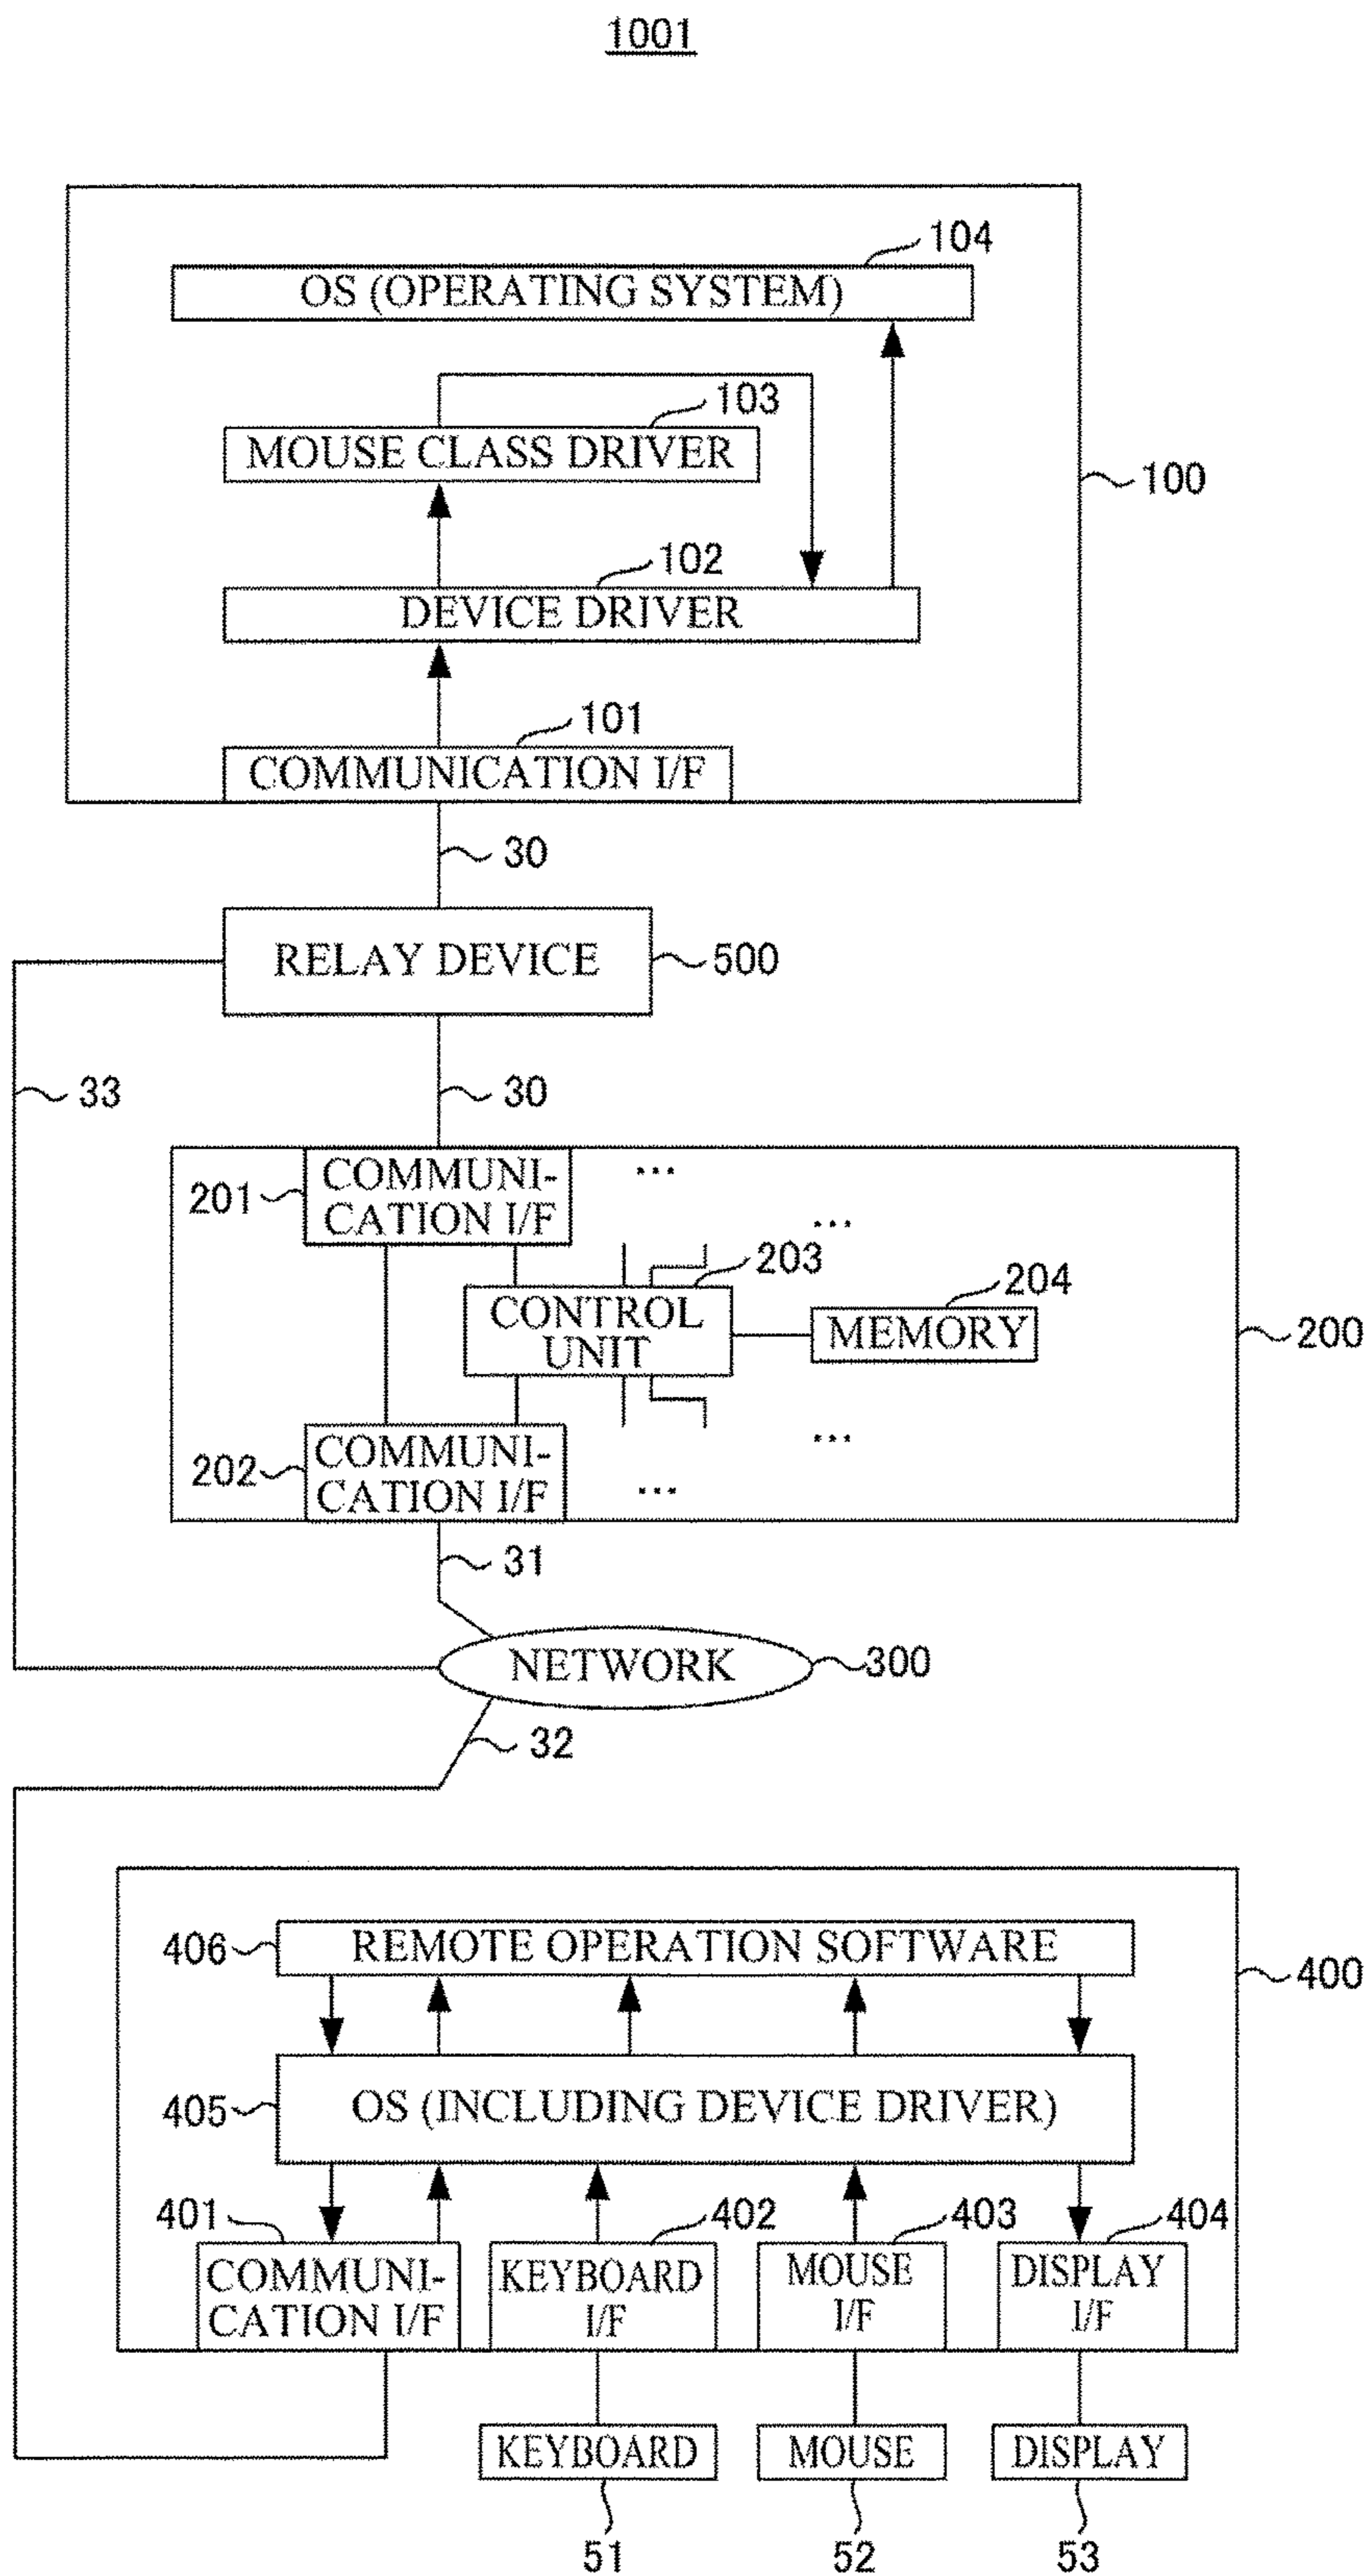 1001
104
OS (OPERATING SYSTEM)
103
MOUSE CLASS DRIVER
100
102
DEVICE DRIVER
101
COMMUNICATION I/F
30
RELAY DEVICE
500
33
30
COMMUNI-
CATION I/F
201
...
...
203
CONTROL
UNIT
204
MEMORY
200
COMMUNI-
CATION I/F
202
...
...
31
NETWORK
300
32
406
REMOTE OPERATION SOFTWARE
400
405
OS (INCLUDING DEVICE DRIVER)
401
402
403
404
COMMUNI-
CATION I/F
KEYBOARD
I/F
MOUSE
I/F
DISPLAY
I/F
KEYBOARD
MOUSE
DISPLAY
51
52
53